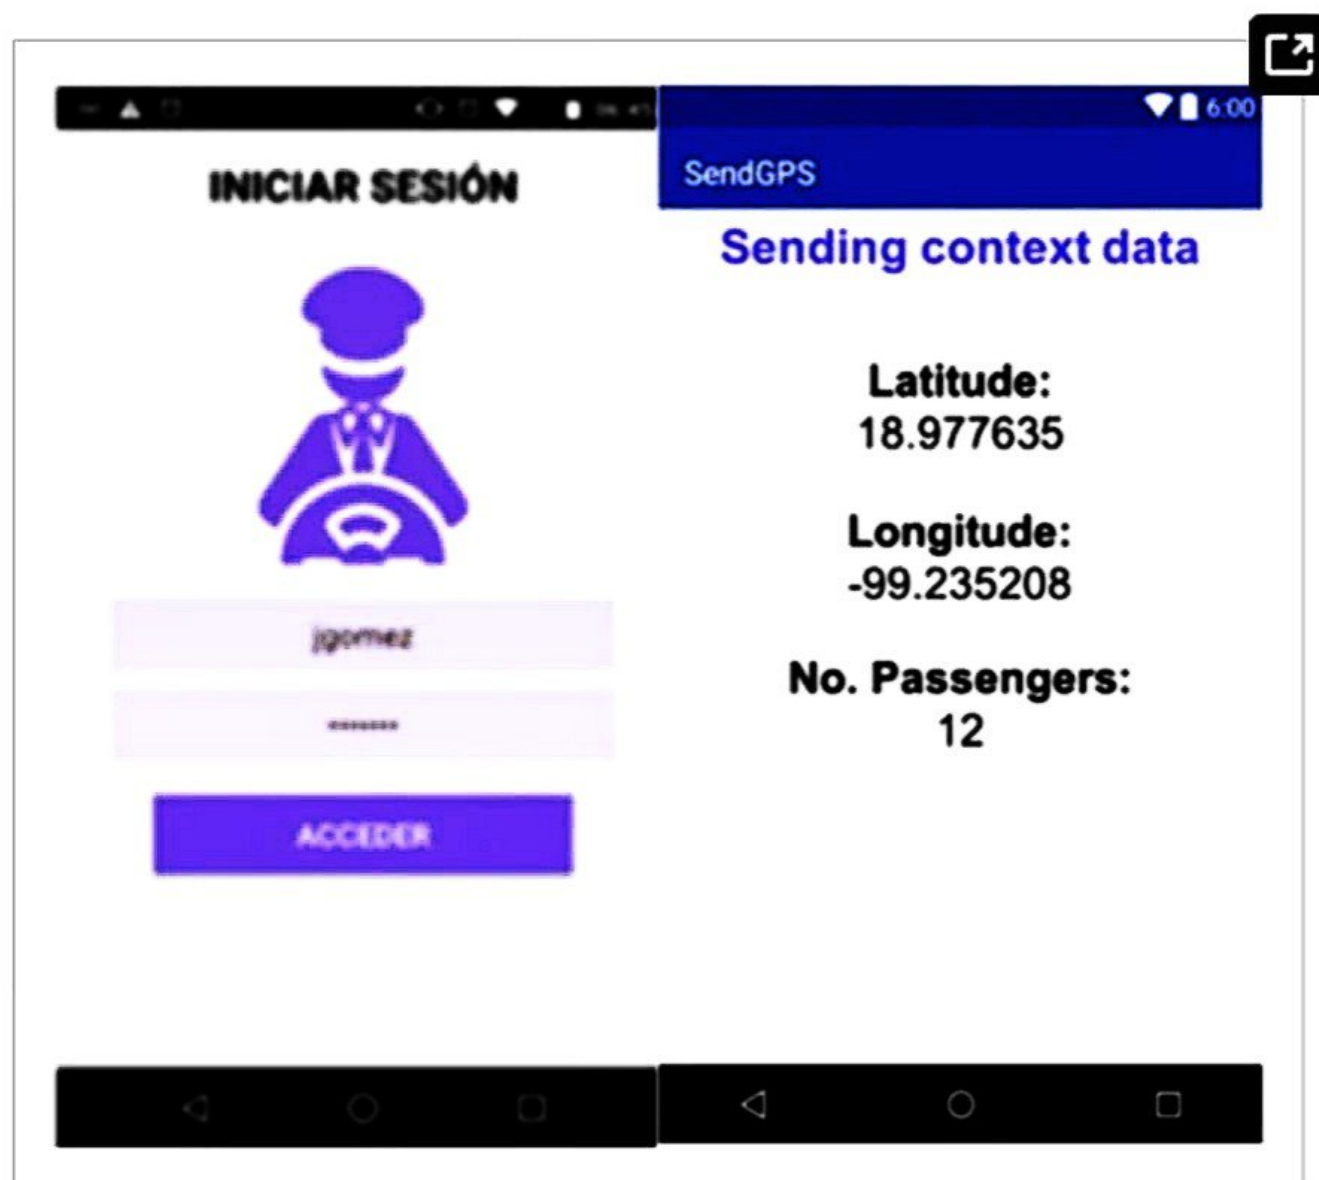 INICIAR SESIÓN
jgomez
*******
ACCEDER
6:00
SendGPS
Sending context data
Latitude:
18.977635
Longitude:
-99.235208
No. Passengers:
12